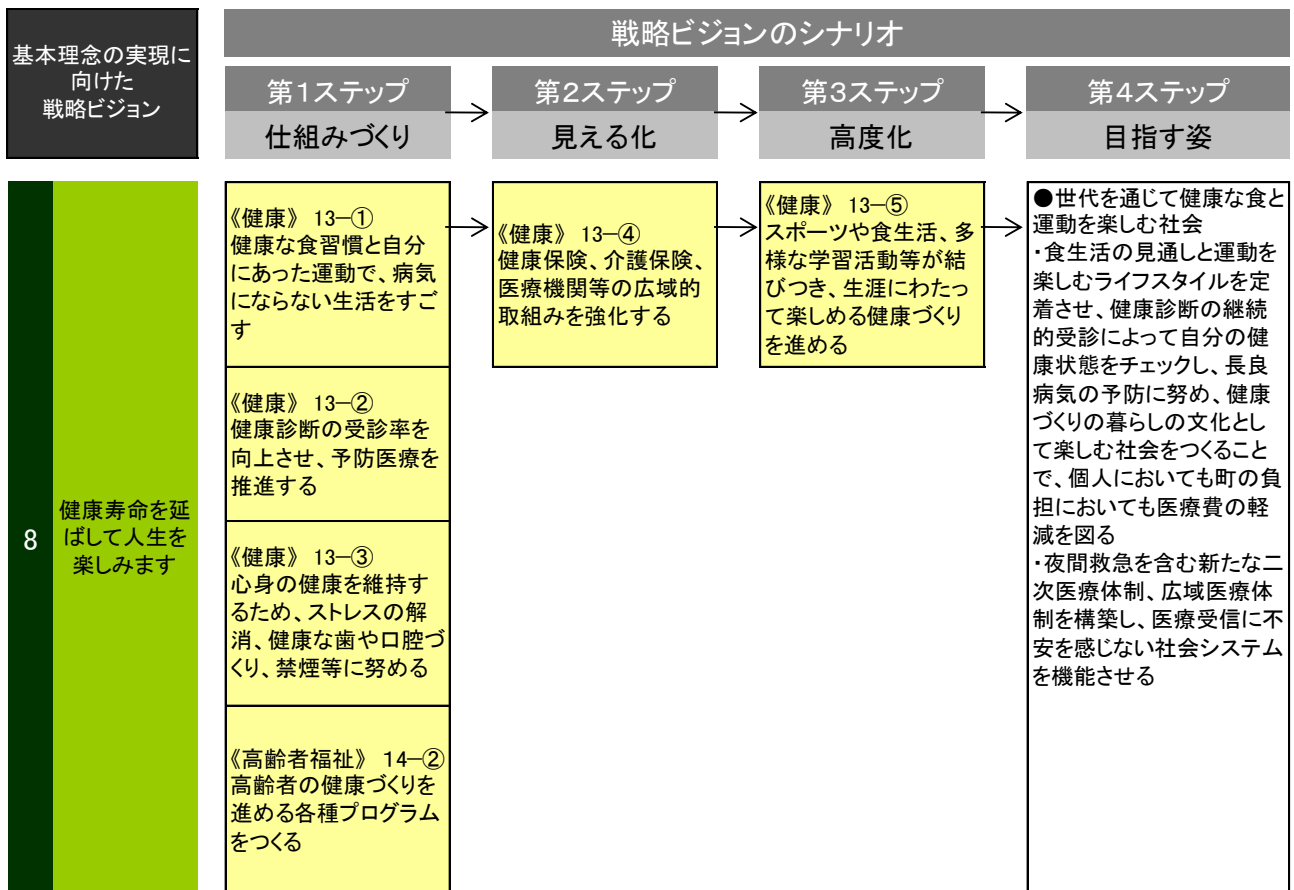 基本理念の実現に
向けた
戦略ビジョン
戦略ビジョンのシナリオ
第1ステップ
仕組みづくり
第2ステップ
見える化
第3ステップ
高度化
第4ステップ
目指す姿
8
健康寿命を延
ばして人生を
楽しみます
《健康》 13-①
健康な食習慣と自分
にあった運動で、病気
にならない生活をすご
す
《健康》 13-②
健康診断の受診率を
向上させ、予防医療を
推進する
《健康》 13-③
心身の健康を維持す
るため、ストレスの解
消、健康な歯や口腔づ
くり、禁煙等に努める
《高齢者福祉》 14-②
高齢者の健康づくりを
進める各種プログラム
をつくる
《健康》 13-④
健康保険、介護保険、
医療機関等の広域的
取組みを強化する
《健康》 13-⑤
スポーツや食生活、多
様な学習活動等が結
びつき、生涯にわたっ
て楽しめる健康づくり
を進める
●世代を通じて健康な食と
運動を楽しむ社会
・食生活の見通しと運動を
楽しむライフスタイルを定
着させ、健康診断の継続
的受診によって自分の健
康状態をチェックし、長良
病気の予防に努め、健康
づくりの暮らしの文化とし
て楽しむ社会をつくること
で、個人においても町の負
担においても医療費の軽
減を図る
・夜間救急を含む新たな二
次医療体制、広域医療体
制を構築し、医療受信に不
安を感じない社会システム
を機能させる